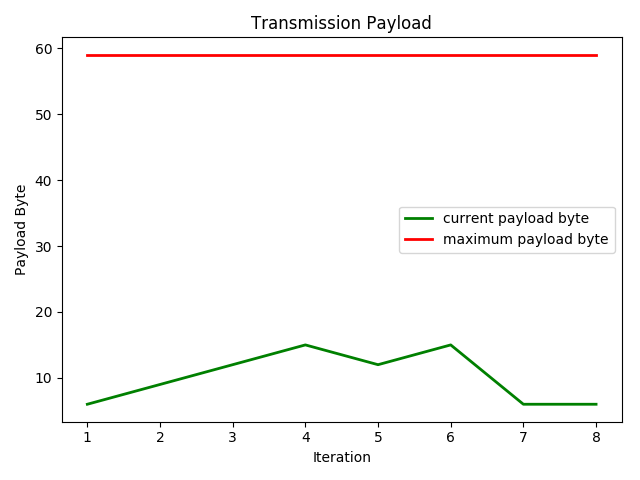 Transmission Payload
Payload Byte
60
50
40
30
20
10
current payload byte
maximum payload byte
1 2 3 4 5 6 7 8
Iteration